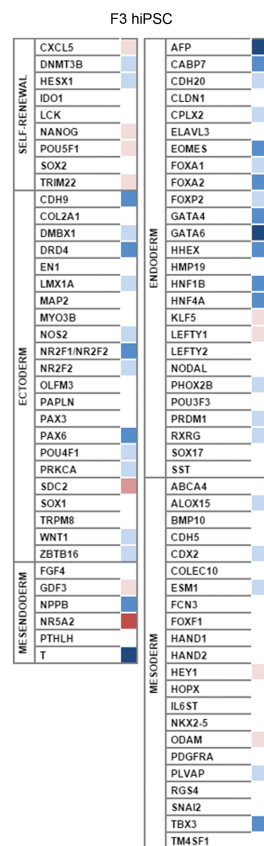 F3 hiPSC
SELF-RENEWAL
CXCL5
DNMT3B
HESX1
IDO1
LCK
NANOG
POU5F1
SOX2
TRIM22
ECTODERM
CDH9
COL2A1
DMBX1
DRD4
EN1
LMX1A
MAP2
MYO3B
NOS2
NR2F1/NR2F2
NR2F2
OLFM3
PAPLN
PAX3
PAX6
POU4F1
PRKCA
SDC2
SOX1
TRPM8
WNT1
ZBTB16
MESENDODERM
FGF4
GDF3
NPPB
NR5A2
PTHLH
T
ENDODERM
AFP
CABP7
CDH20
CLDN1
CPLX2
ELAVL3
EOMES
FOXA1
FOXA2
FOXP2
GATA4
GATA6
HHEX
HMP19
HNF1B
HNF4A
KLF5
LEFTY1
LEFTY2
NODAL
PHOX2B
POU3F3
PRDM1
RXRG
SOX17
SST
MESODERM
ABCA4
ALOX15
BMP10
CDH5
CDX2
COLEC10
ESM1
FCN3
FOXF1
HAND1
HAND2
HEY1
HOPX
IL6ST
NKX2-5
ODAM
PDGFRA
PLVAP
RGS4
SNAI2
TBX3
TM4SF1